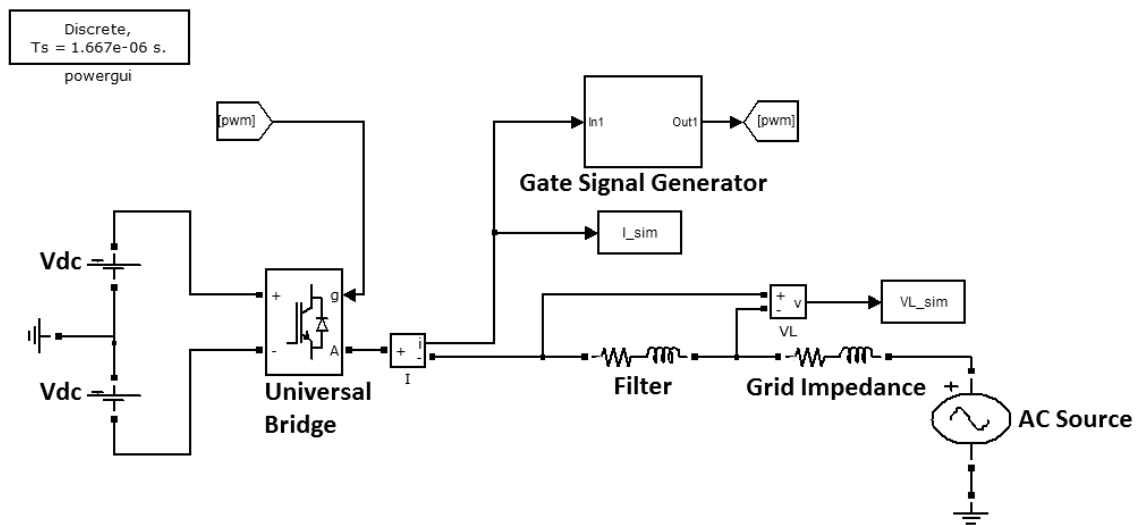 Discrete,
Ts = 1.667e-06 s.
powergui
[pwm]
In1
Out1
[pwm]
Gate Signal Generator
I_sim
Vdc
+
g
-
A
Universal
Bridge
+
i
-
I
+
-
v
VL
VL_sim
Filter
Grid Impedance
Vdc
+
AC Source